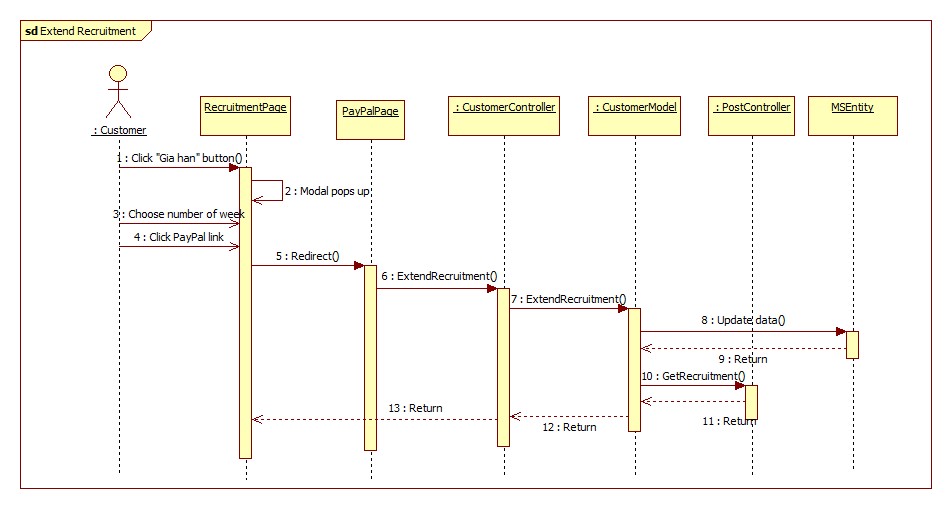 sd Extend Recruitment
: Customer
RecruitmentPage
PayPalPage
: CustomerController
: CustomerModel
: PostController
MSEntity
1 : Click "Gia han" button()
2 : Modal pops up
3 : Choose number of week
4 : Click PayPal link
5 : Redirect()
6 : ExtendRecruitment()
7 : ExtendRecruitment()
8 : Update data()
9 : Return
10 : GetRecruitment()
11 : Return
12 : Return
13 : Return